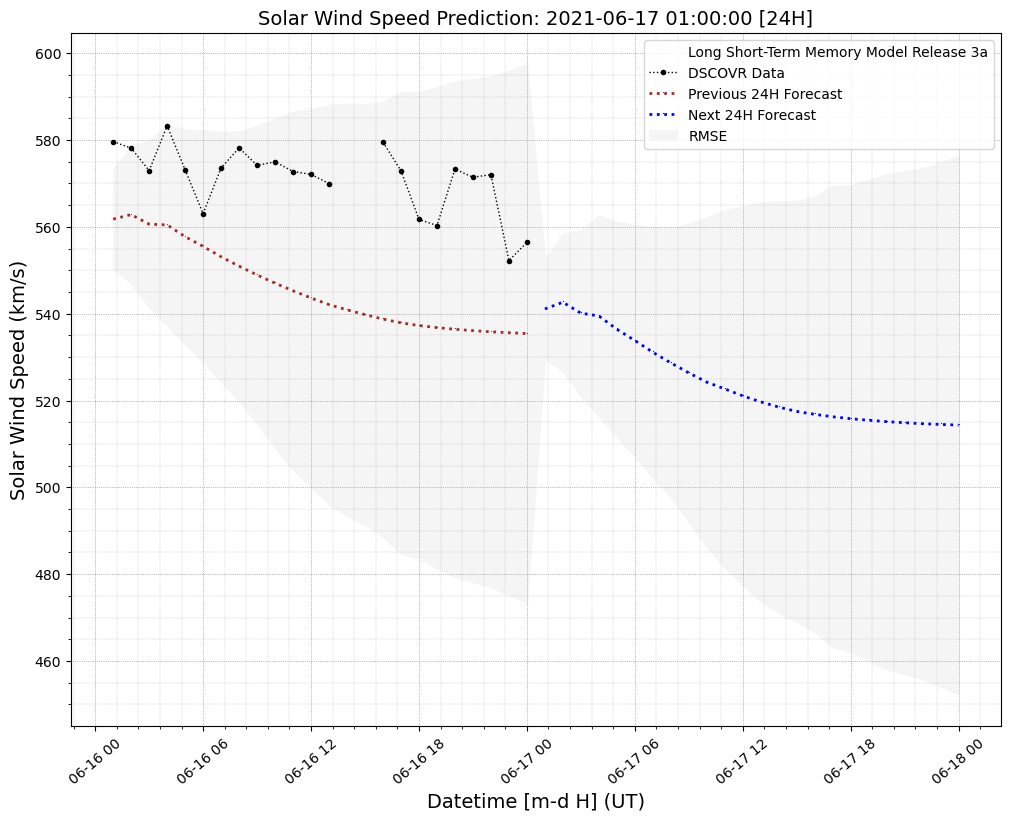 Solar Wind Speed Prediction: 2021-06-17 01:00:00 [24H]
Long Short-Term Memory Model Release 3a
DSCOVR Data
Previous 24H Forecast
Next 24H Forecast
RMSE
Solar Wind Speed (km/s)
600
580
560
540
520
500
480
460
06-16 00
06-16 06
06-16 12
06-16 18
06-17 00
06-17 06
06-17 12
06-17 18
06-18 00
Datetime [m-d H] (UT)